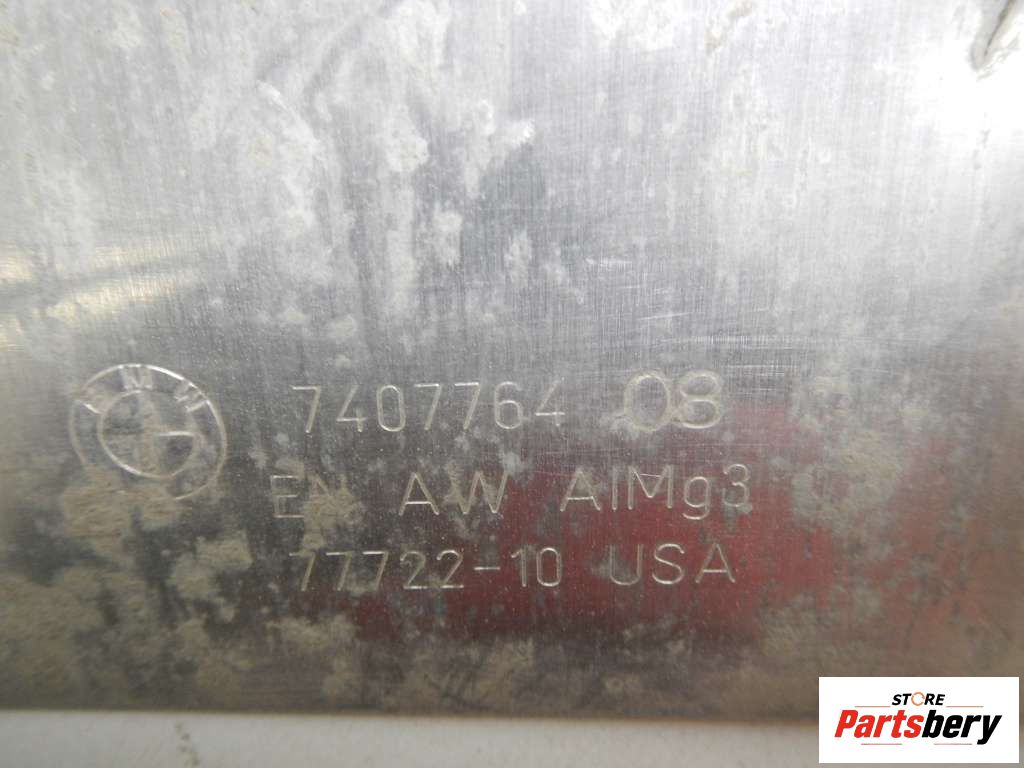 BMW
7407764 08
EN AW AlMg3
77722-10 USA
STORE
Partsbery